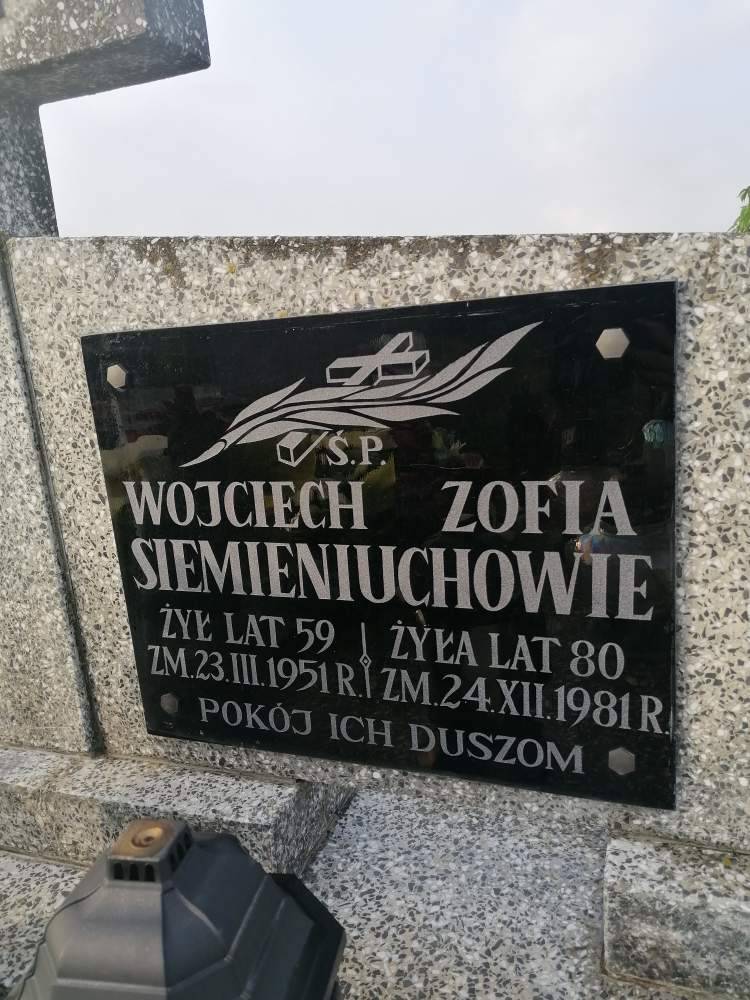 Ś.P.
WOJCIECH ZOFIA
SIEMIENIUCHOWIE
ŻYŁ LAT 59 ŻYŁA LAT 80
ZM.23.III.1951 R. ZM.24.XII.1981 R.
POKÓJ ICH DUSZOM